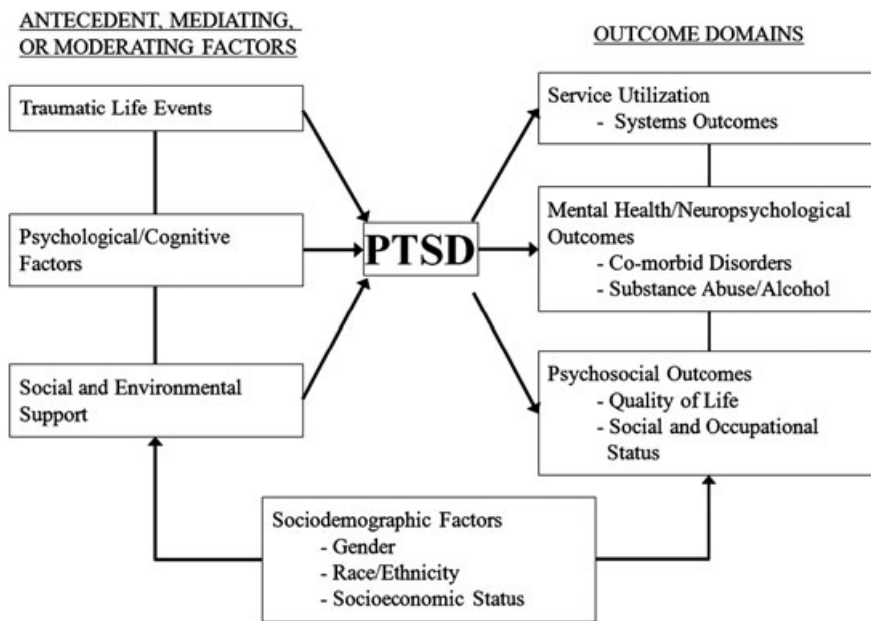 ANTECEDENT, MEDIATING,
OR MODERATING FACTORS
Traumatic Life Events
Psychological/Cognitive
Factors
Social and Environmental
Support
PTSD
OUTCOME DOMAINS
Service Utilization
- Systems Outcomes
Mental Health/Neuropsychological
Outcomes
- Co-morbid Disorders
- Substance Abuse/Alcohol
Psychosocial Outcomes
- Quality of Life
- Social and Occupational
Status
Sociodemographic Factors
- Gender
- Race/Ethnicity
- Socioeconomic Status